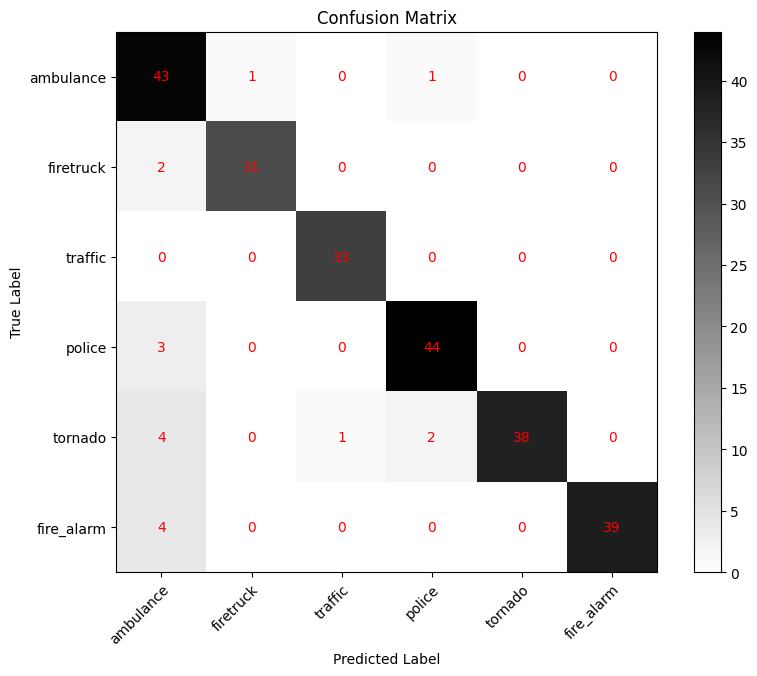 Confusion Matrix
ambulance 43 1 0 1 0 0
firetruck 2 31 0 0 0 0
traffic 0 0 33 0 0 0
police 3 0 0 44 0 0
tornado 4 0 1 2 38 0
fire_alarm 4 0 0 0 0 39
ambulance firetruck traffic police tornado fire_alarm
Predicted Label
True Label
40
35
30
25
20
15
10
5
0